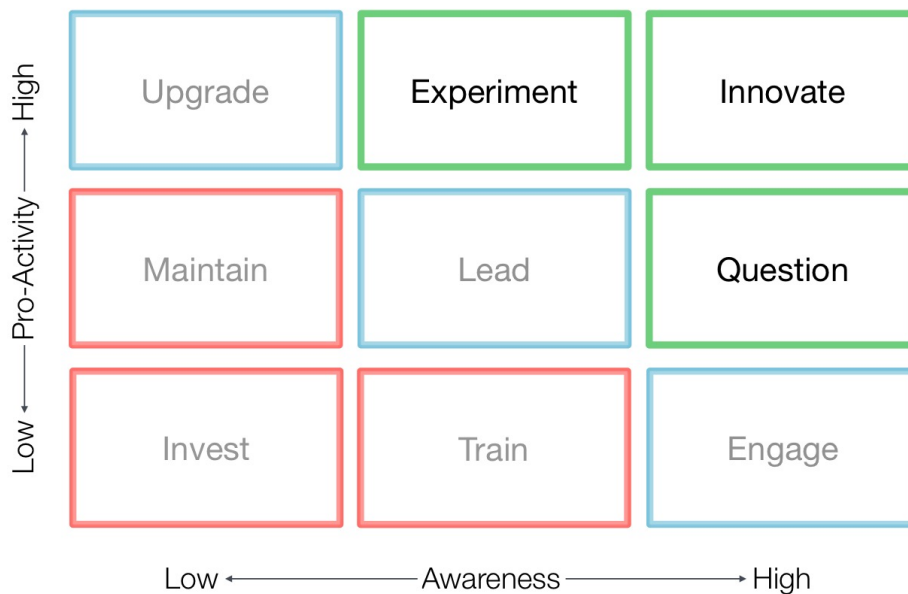 High
Upgrade
Experiment
Innovate
Pro-Activity
Maintain
Lead
Question
Low
Invest
Train
Engage
Low
Awareness
High